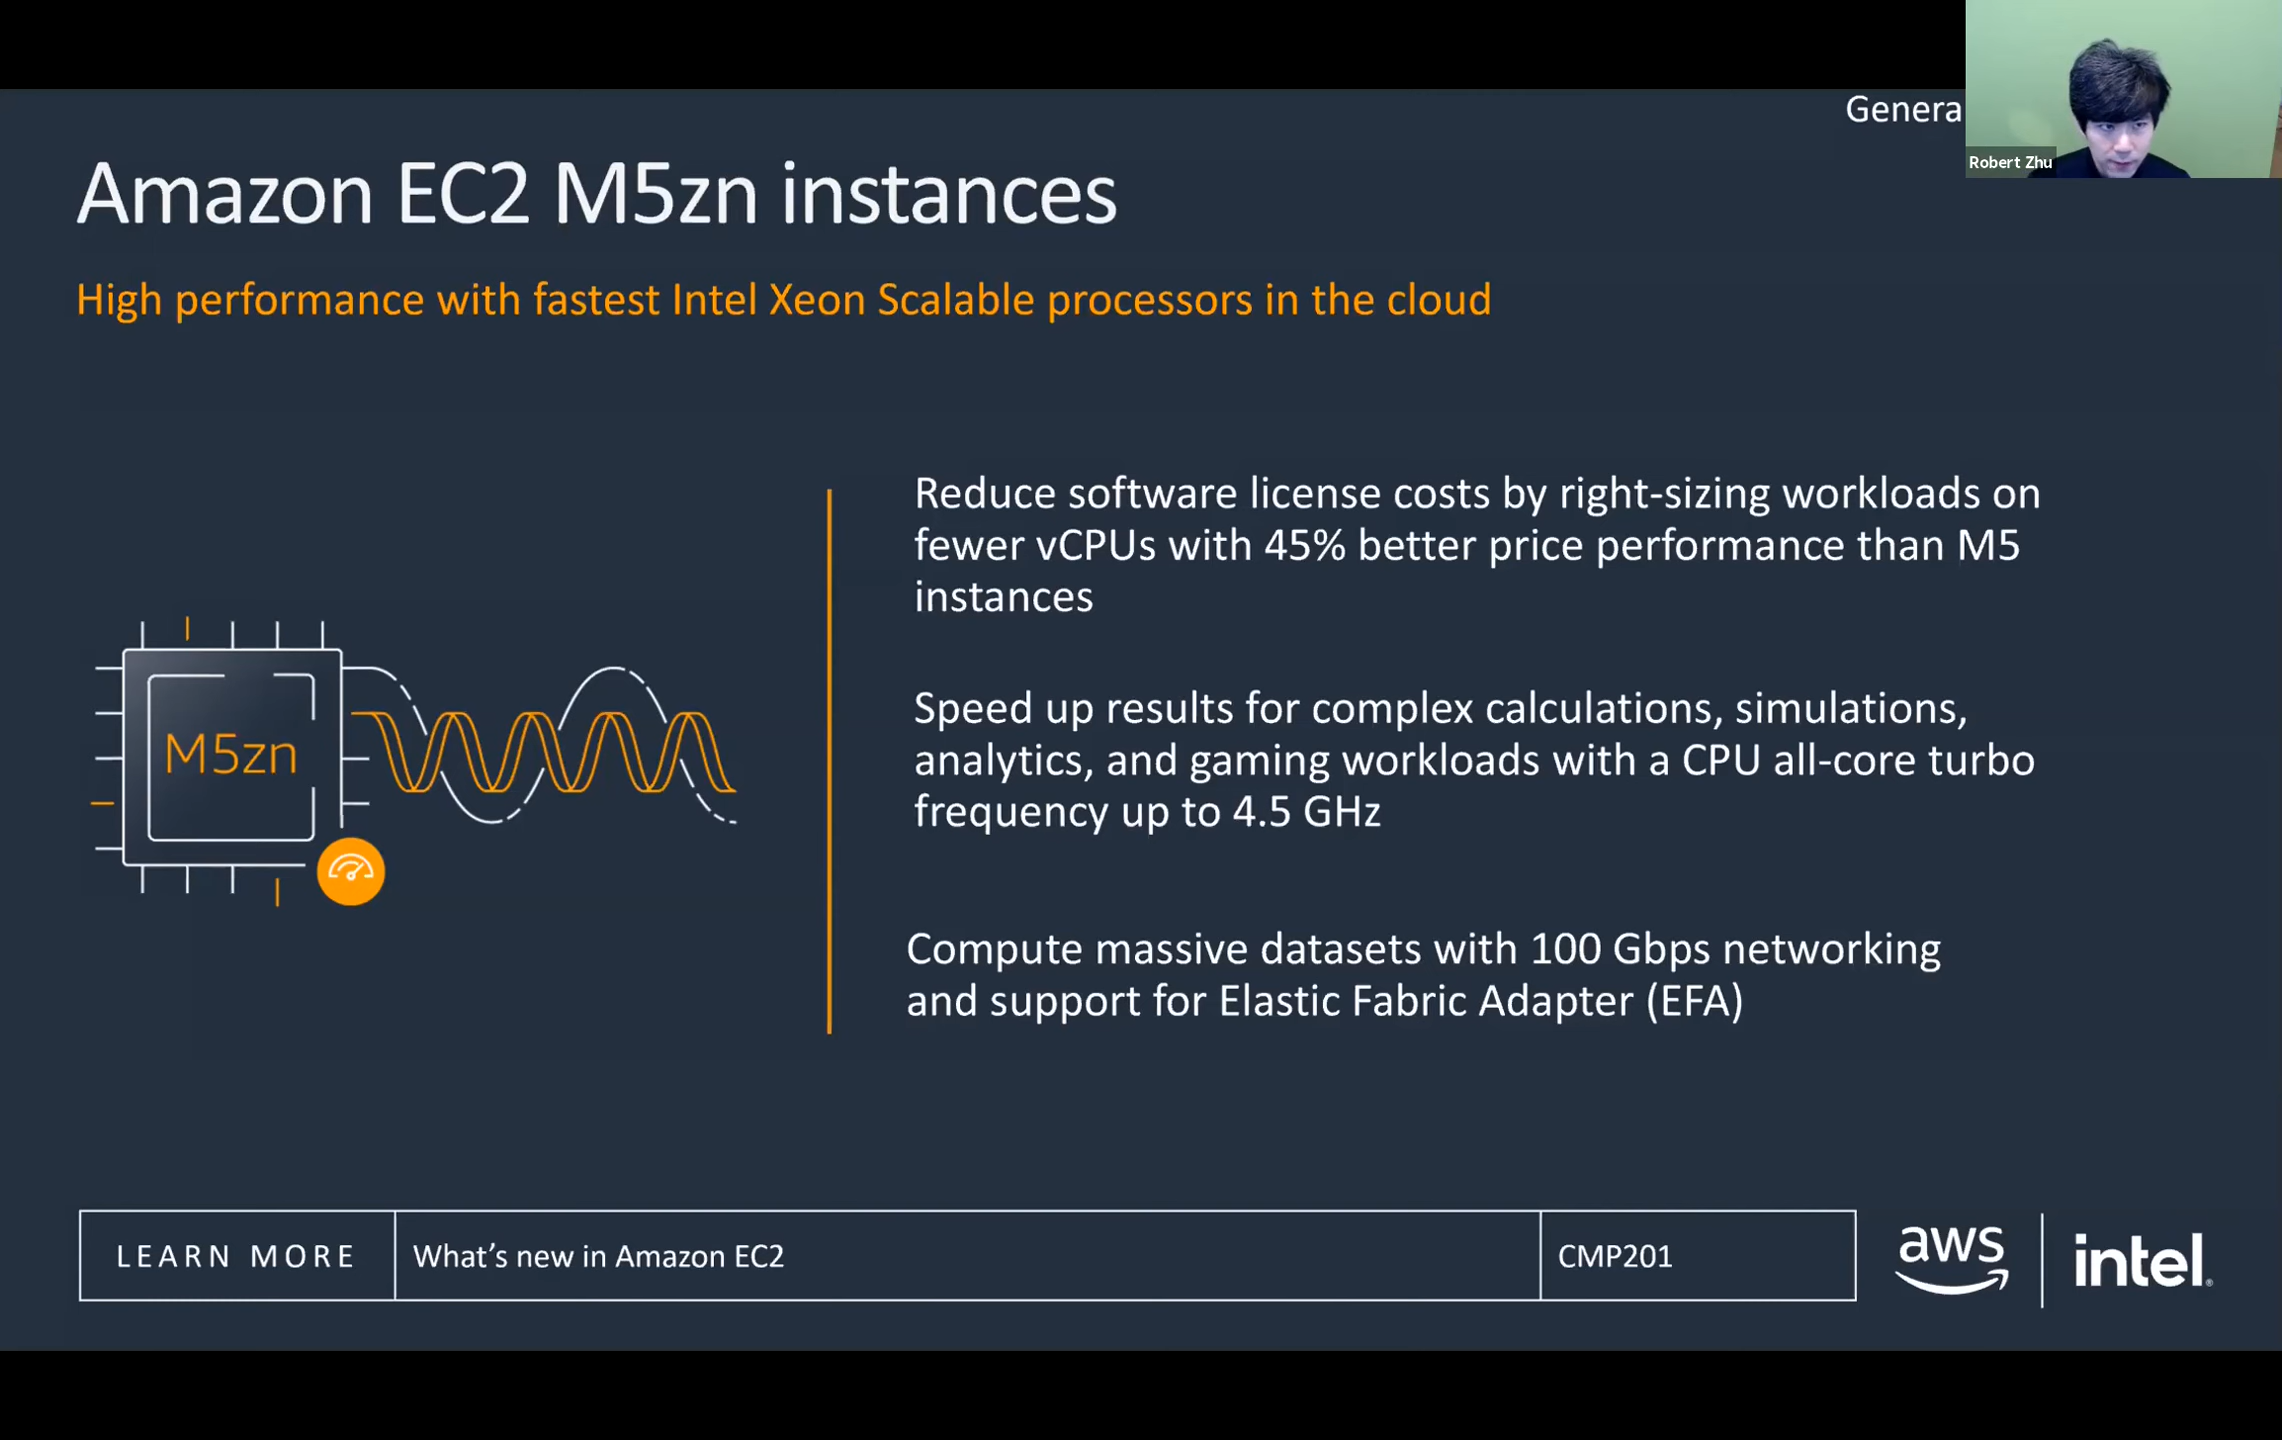 Genera
Robert Zhu
Amazon EC2 M5zn instances
High performance with fastest Intel Xeon Scalable processors in the cloud
Reduce software license costs by right-sizing workloads on
fewer vCPUs with 45% better price performance than M5
instances
M5zn
Speed up results for complex calculations, simulations,
analytics, and gaming workloads with a CPU all-core turbo
frequency up to 4.5 GHz
Compute massive datasets with 100 Gbps networking
and support for Elastic Fabric Adapter (EFA)
LEARN MORE What’s new in Amazon EC2 CMP201
aws intel